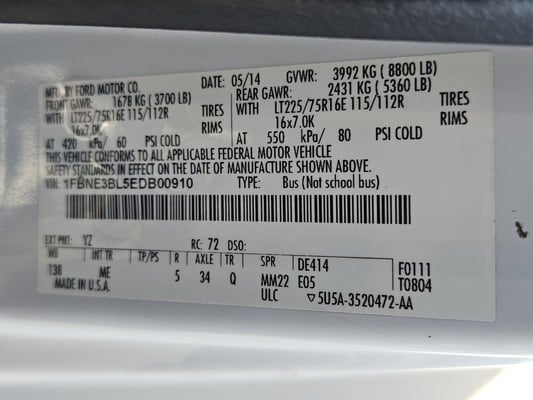 MFD. BY FORD MOTOR CO. DATE: 05/14 GVWR: 3992 KG ( 8800 LB)
FRONT GAWR: 1678 KG ( 3700 LB) REAR GAWR: 2431 KG ( 5360 LB)
WITH LT225/75R16E 115/112R TIRES WITH LT225/75R16E 115/112R TIRES
16x7.0K RIMS 16x7.0K RIMS
AT 420 kPa/ 60 PSI COLD AT 550 kPa/ 80 PSI COLD
THIS VEHICLE CONFORMS TO ALL APPLICABLE FEDERAL MOTOR VEHICLE
SAFETY STANDARDS IN EFFECT ON THE DATE OF MANUFACTURE SHOWN ABOVE.
VIN: 1FBNE3BL5EDB00910 TYPE: Bus (Not school bus)
EXT PNT: YZ RC: 72 DSO:
WB INT TR TP/PS R AXLE TR SPR DE414 F0111
138 ME 5 34 Q MM22 E05 T0804
MADE IN U.S.A. ULC ▽5U5A-3520472-AA